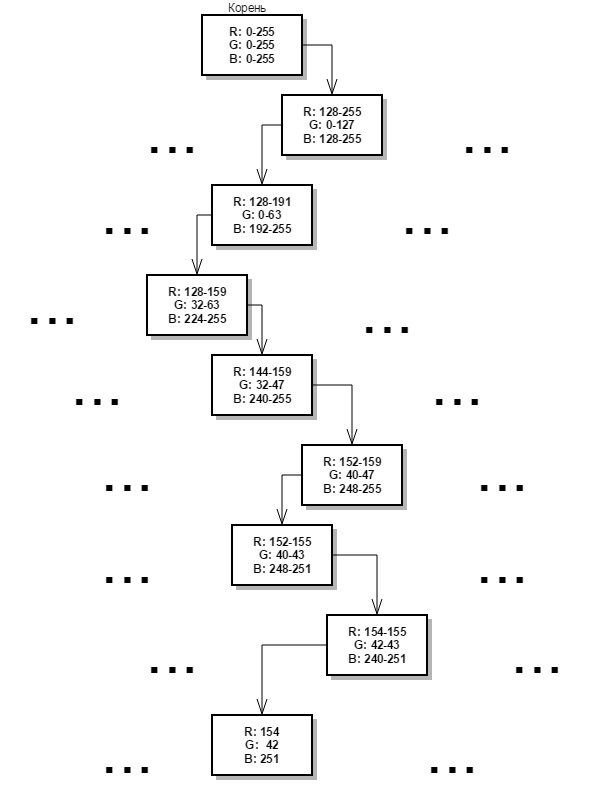 Корень
R: 0-255
G: 0-255
B: 0-255
R: 128-255
G: 0-127
B: 128-255
... ...
R: 128-191
G: 0-63
B: 192-255
... ...
R: 128-159
G: 32-63
B: 224-255
... ...
R: 144-159
G: 32-47
B: 240-255
... ...
R: 152-159
G: 40-47
B: 248-255
... ...
R: 152-155
G: 40-43
B: 248-251
... ...
R: 154-155
G: 42-43
B: 240-251
... ...
R: 154
G: 42
B: 251
... ...